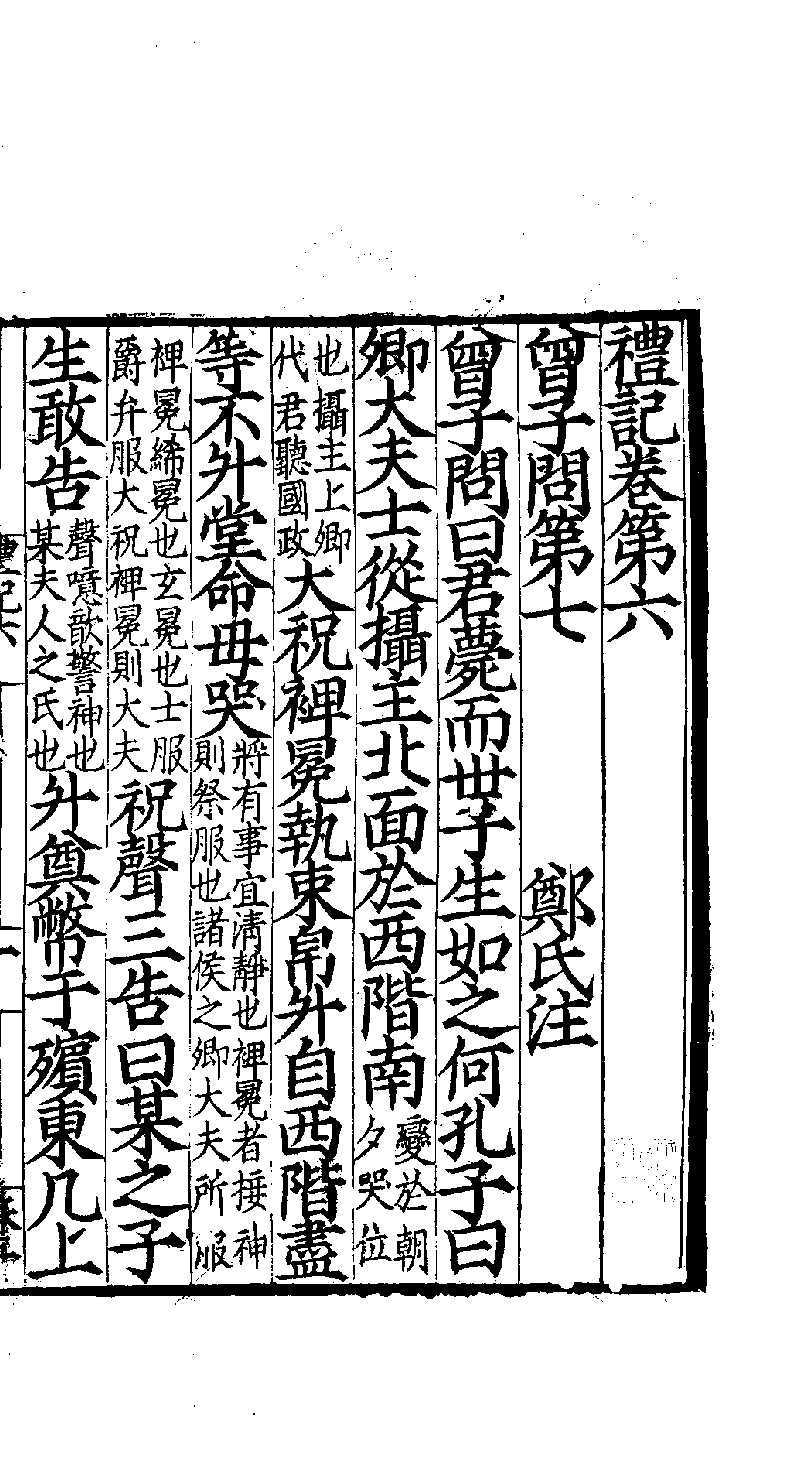 禮記卷第六
曾子問第七　鄭氏注
曾子問曰君薨而世子生如之何孔子曰
卿大夫士從攝主北面於西階南變於朝夕哭位
也攝主上卿代君聽國政大祝裨冕執束帛升自西階盡
等不升堂命毋哭將有事宜清靜也裨冕者接神則祭服也諸侯之卿大夫所服
裨冕絺冕也玄冕也士服爵弁服大祝裨冕則大夫祝聲三告曰某之子
生敢告聲噫歆警神也某夫人之氏也升奠幣于殯東几上